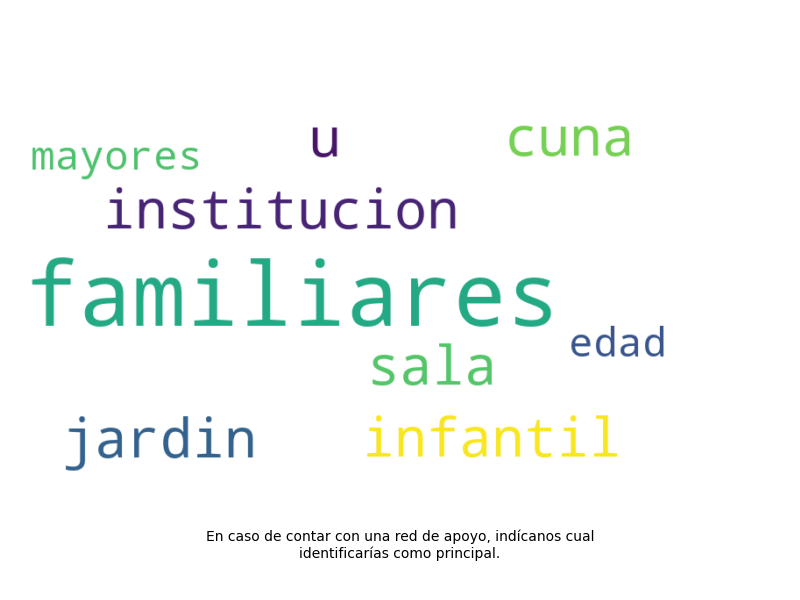 mayores u cuna
institucion
familiares
edad
sala
jardin infantil
En caso de contar con una red de apoyo, indícanos cual
identificarías como principal.